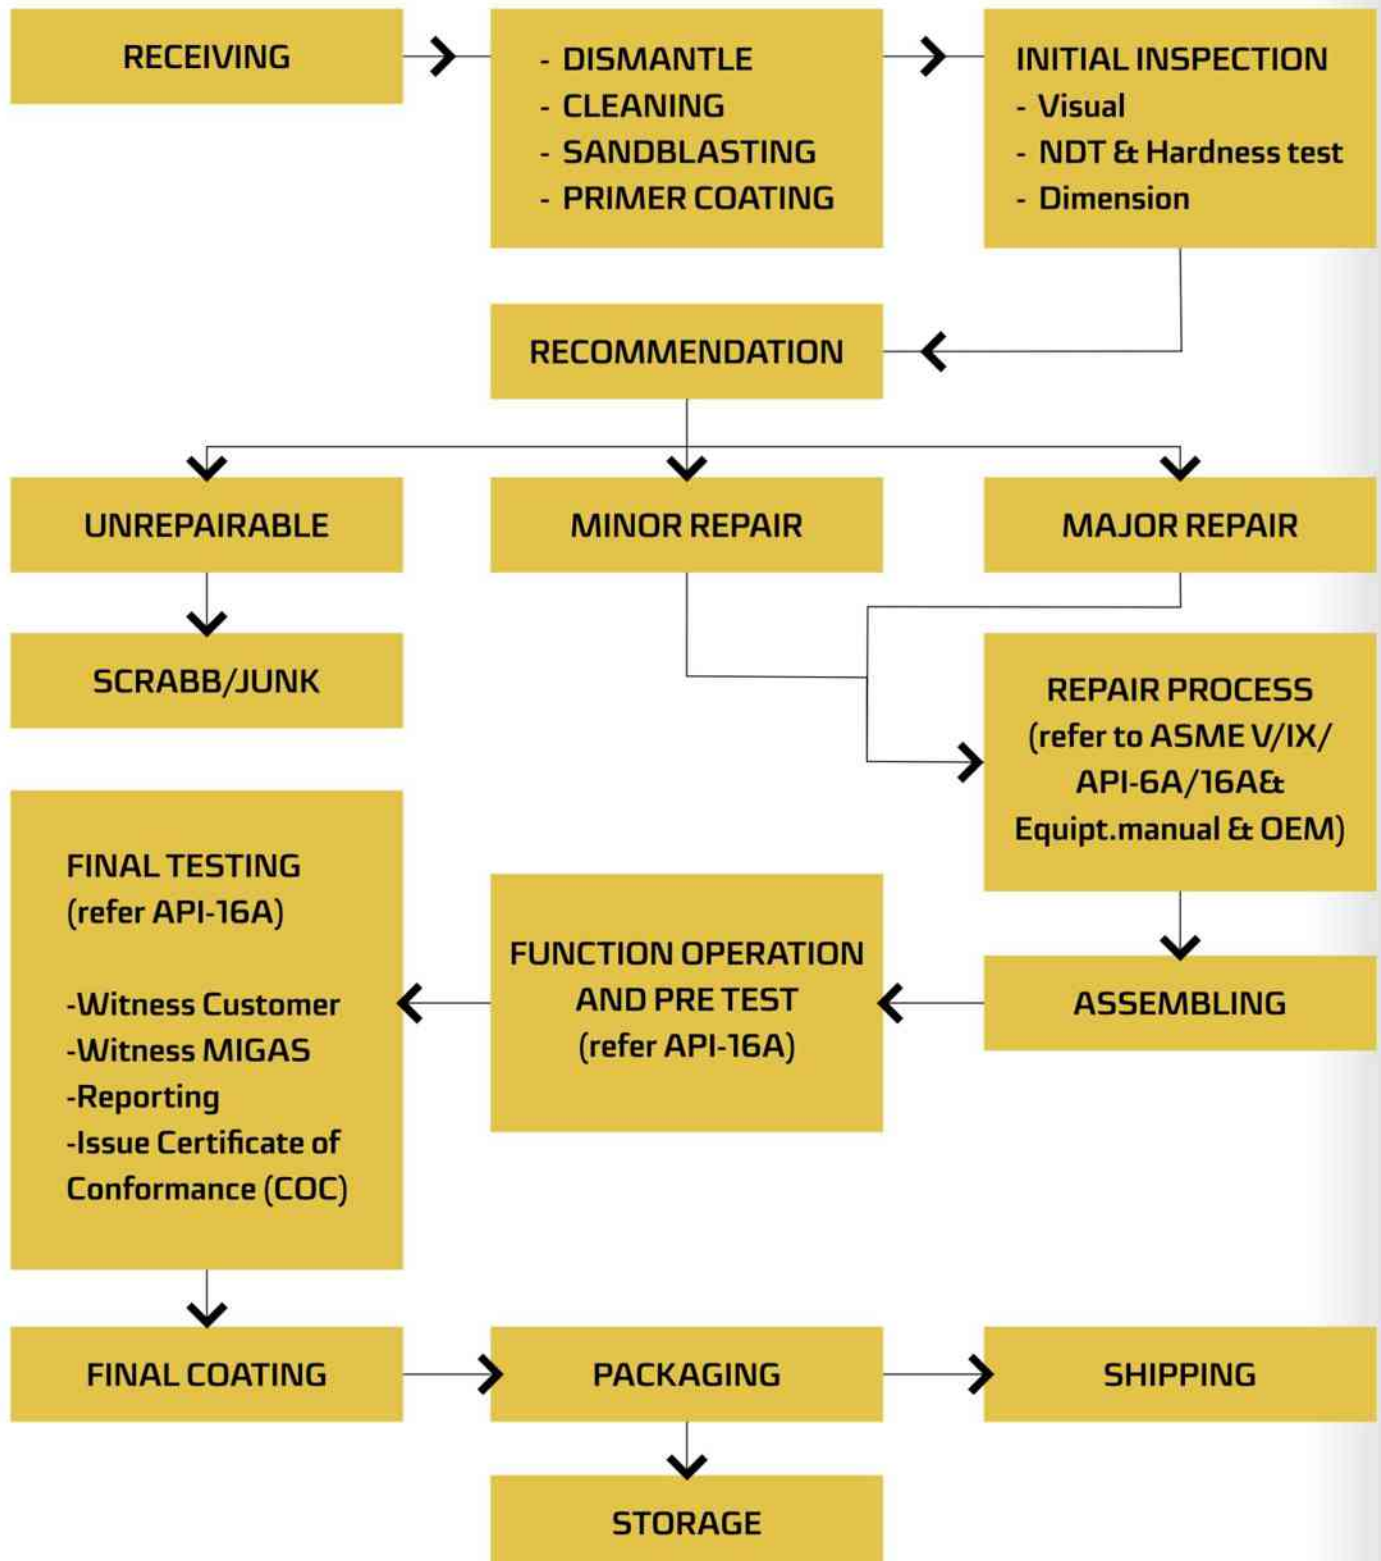 RECEIVING
- DISMANTLE
- CLEANING
- SANDBLASTING
- PRIMER COATING
INITIAL INSPECTION
- Visual
- NDT & Hardness test
- Dimension
RECOMMENDATION
UNREPAIRABLE
MINOR REPAIR
MAJOR REPAIR
SCRABB/JUNK
REPAIR PROCESS
(refer to ASME V/IX/
API-6A/16A&
Equipt.manual & OEM)
ASSEMBLING
FUNCTION OPERATION
AND PRE TEST
(refer API-16A)
FINAL TESTING
(refer API-16A)
-Witness Customer
-Witness MIGAS
-Reporting
-Issue Certificate of
Conformance (COC)
FINAL COATING
PACKAGING
SHIPPING
STORAGE